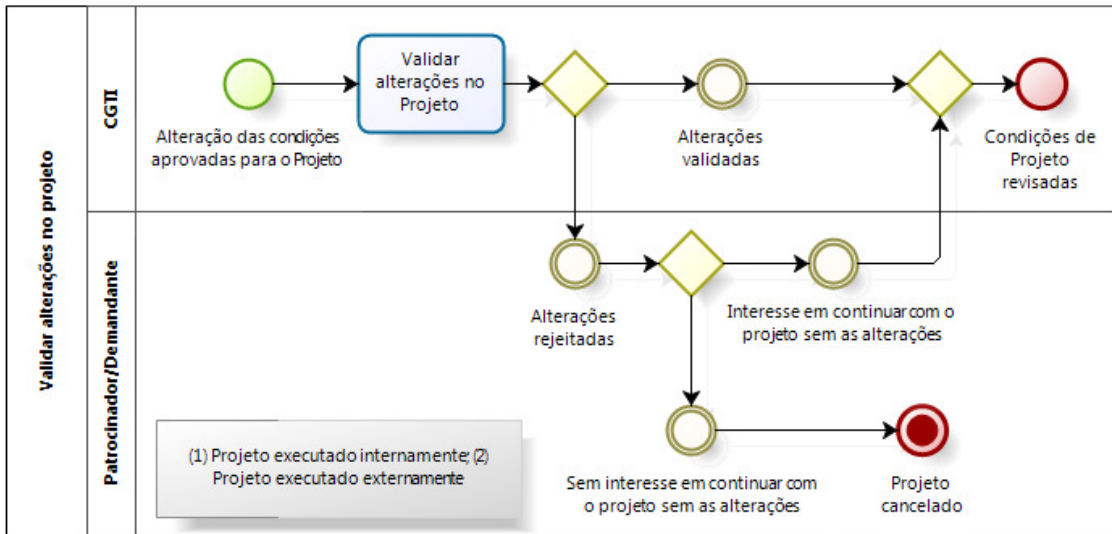 Validar alterações no projeto
CGTI
Alteração das condições
aprovadas para o Projeto
Validar
alterações no
Projeto
Alterações
validadas
Condições de
Projeto
revisadas
Patrocinador/Demandante
Alterações
rejeitadas
Interesse em continuar com o
projeto sem as alterações
(1) Projeto executado internamente; (2)
Projeto executado externamente
Sem interesse em continuar com
o projeto sem as alterações
Projeto
cancelado